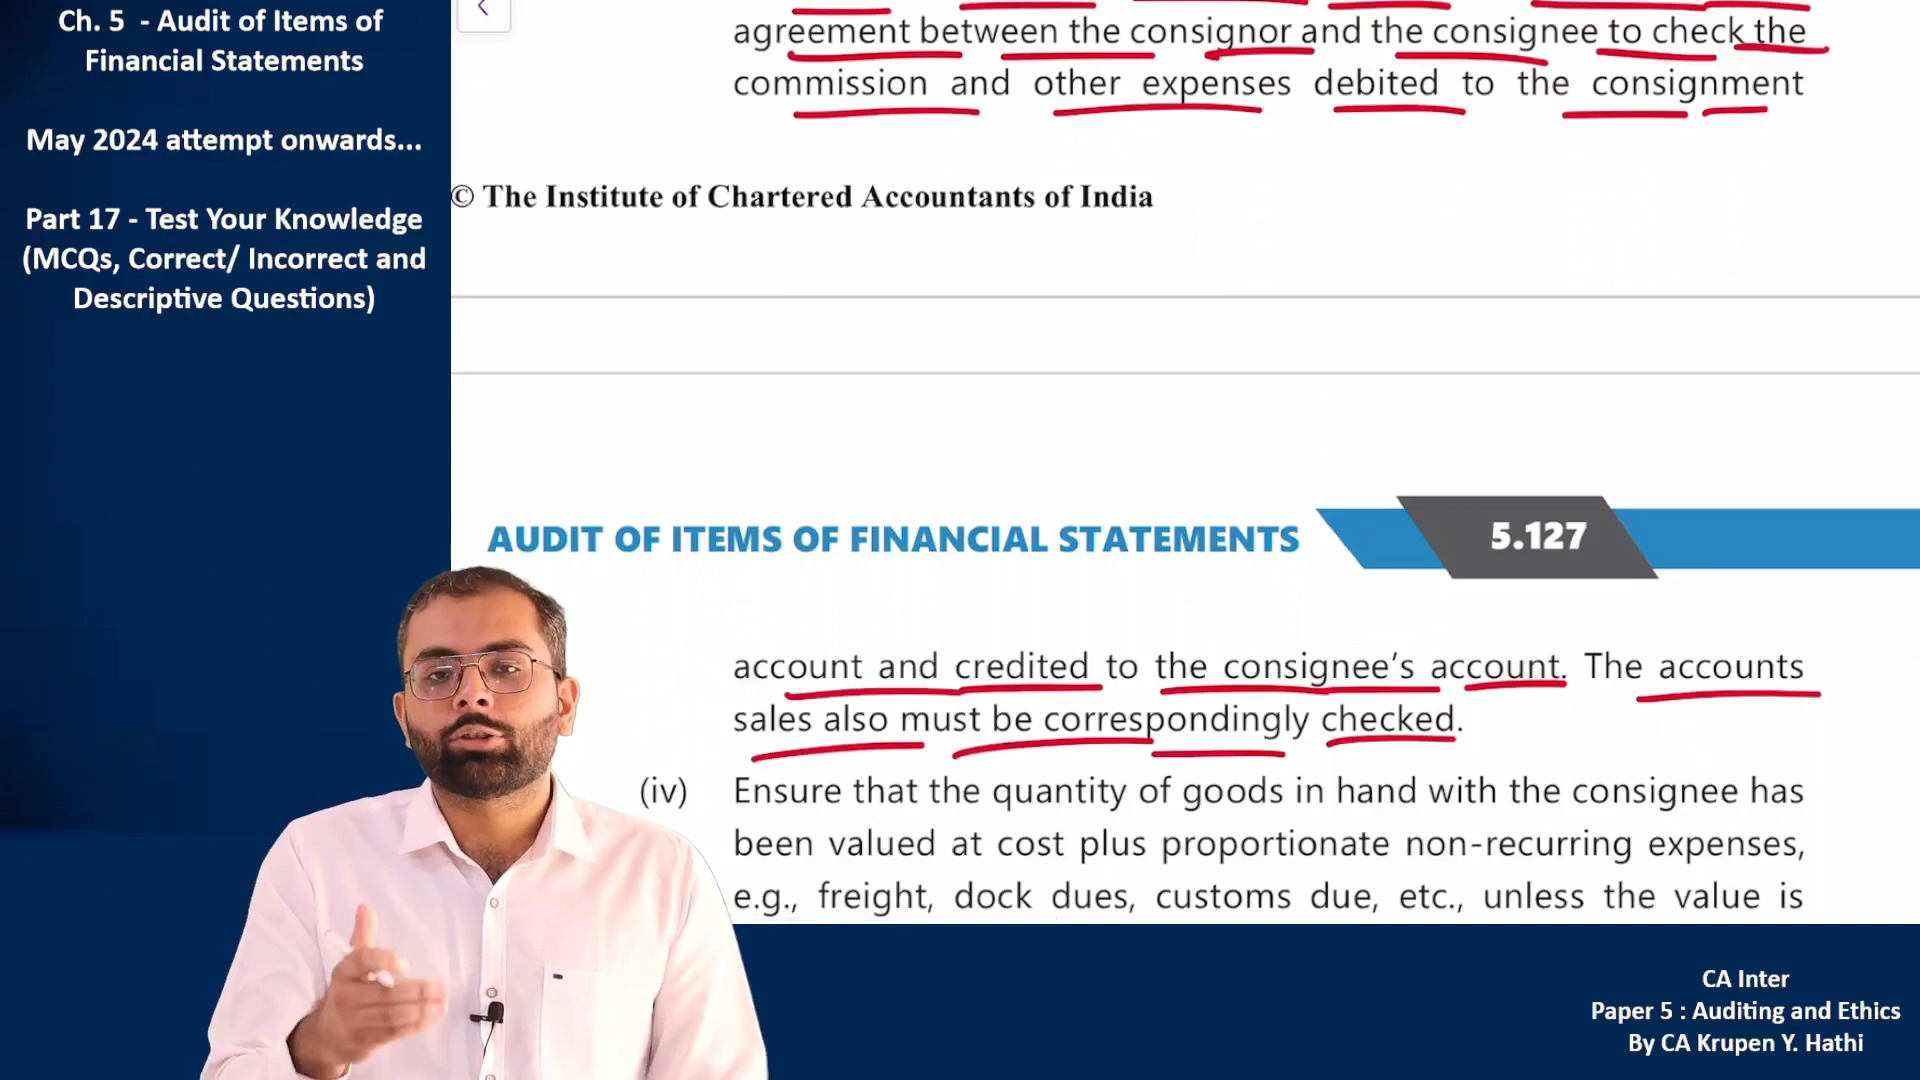 Ch. 5 - Audit of Items of
Financial Statements
May 2024 attempt onwards...
Part 17 - Test Your Knowledge
(MCQs, Correct/ Incorrect and
Descriptive Questions)
agreement between the consignor and the consignee to check the
commission and other expenses debited to the consignment
© The Institute of Chartered Accountants of India
AUDIT OF ITEMS OF FINANCIAL STATEMENTS
5.127
account and credited to the consignee's account. The accounts
sales also must be correspondingly checked.
(iv) Ensure that the quantity of goods in hand with the consignee has
been valued at cost plus proportionate non-recurring expenses,
e.g., freight, dock dues, customs due, etc., unless the value is
CA Inter
Paper 5 : Auditing and Ethics
By CA Krupen Y. Hathi